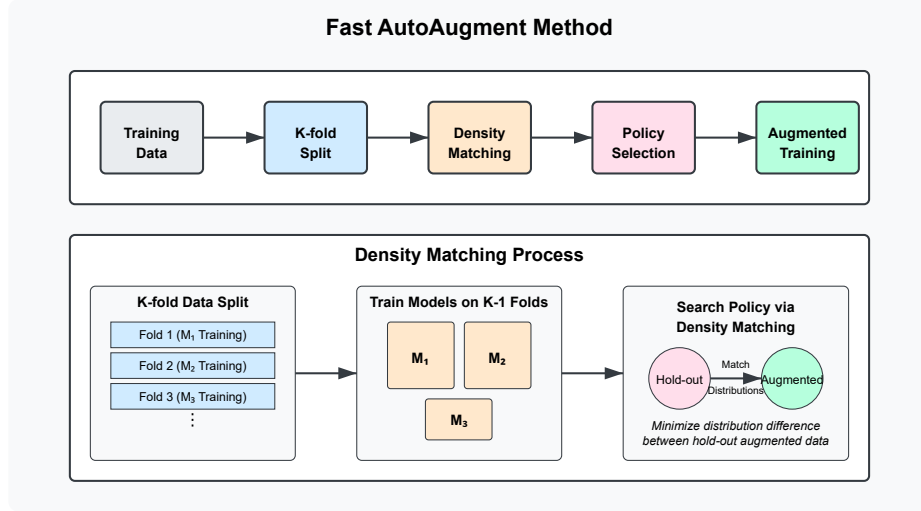 Fast AutoAugment Method
Training
Data
K-fold
Split
Density
Matching
Policy
Selection
Augmented
Training
Density Matching Process
K-fold Data Split
Fold 1 (M₁ Training)
Fold 2 (M₂ Training)
Fold 3 (M₃ Training)
⋮
Train Models on K-1 Folds
M₁
M₂
M₃
Search Policy via
Density Matching
Hold-out
Match
Distributions
Augmented
Minimize distribution difference
between hold-out augmented data